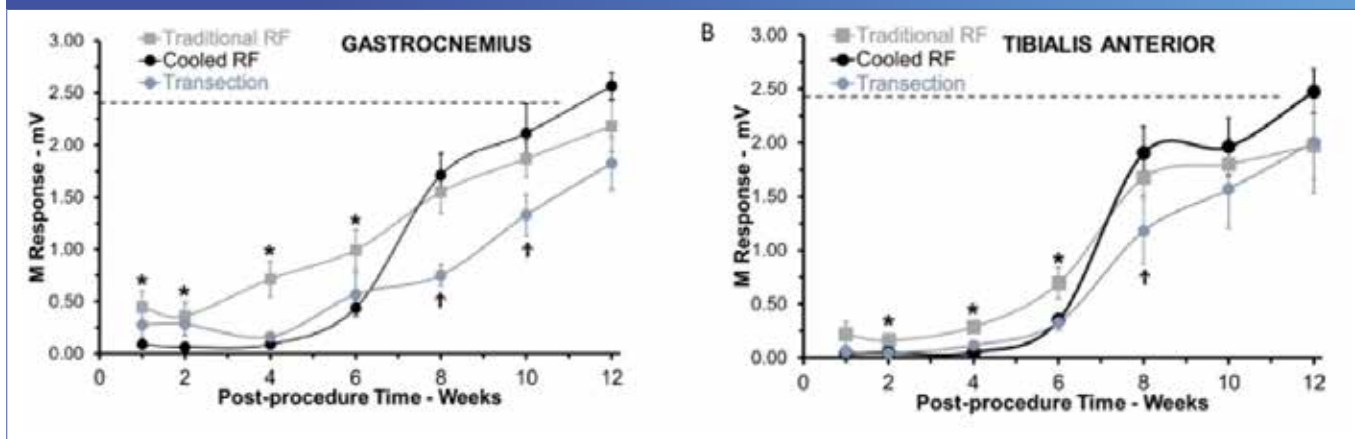 GASTROCNEMIUS
Traditional RF
Cooled RF
Transection
M Response - mV
3.00
2.50
2.00
1.50
1.00
0.50
0.00
*
*
*
*
†
†
0
2
4
6
8
10
12
Post-procedure Time - Weeks
B
TIBIALIS ANTERIOR
Traditional RF
Cooled RF
Transection
M Response - mV
3.00
2.50
2.00
1.50
1.00
0.50
0.00
*
*
*
†
0
2
4
6
8
10
12
Post-procedure Time - Weeks